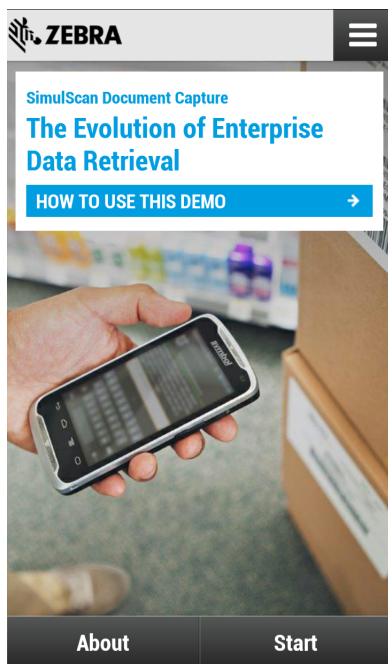 ZEBRA
SimulScan Document Capture
The Evolution of Enterprise
Data Retrieval
HOW TO USE THIS DEMO
symbol
About
Start